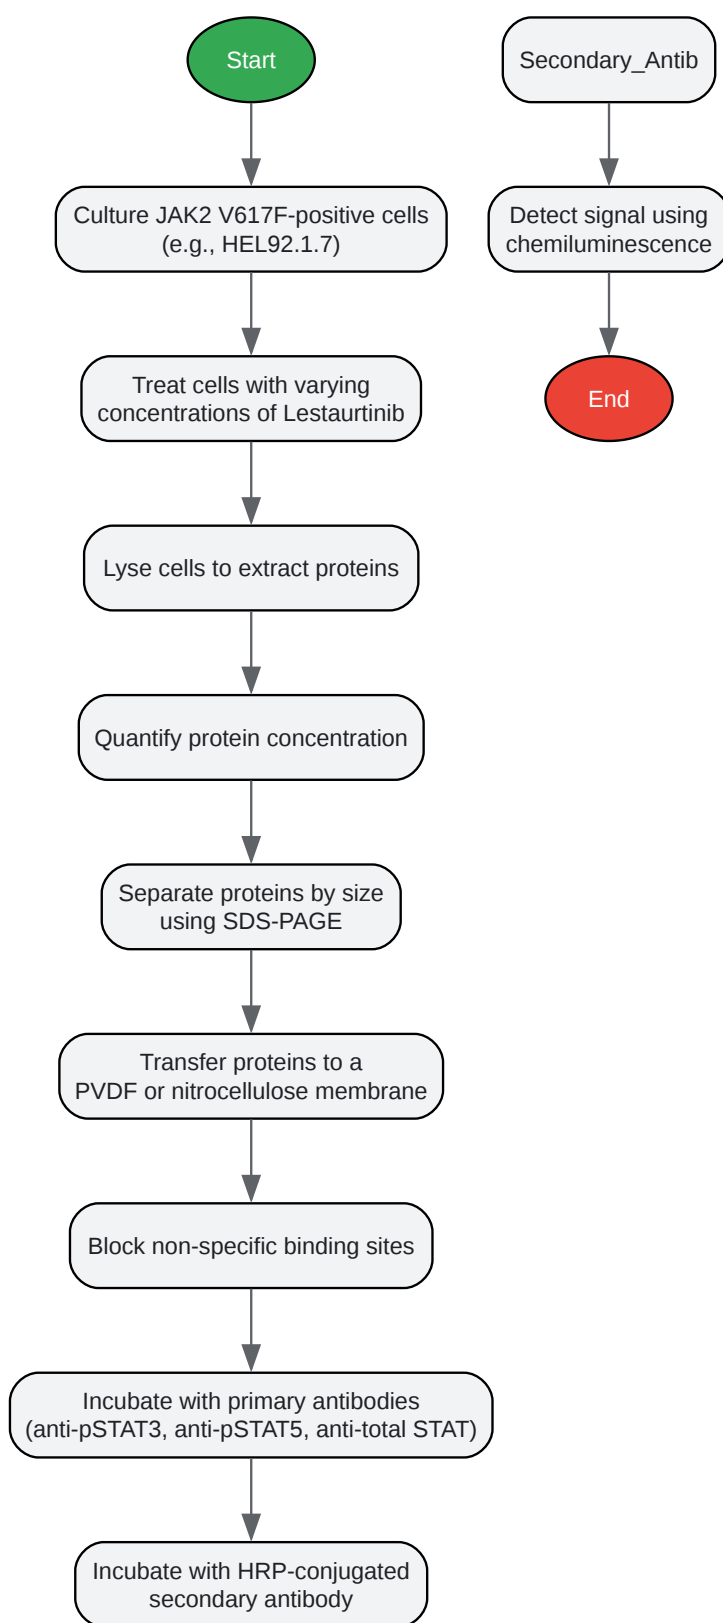 Start
Culture JAK2 V617F-positive cells
(e.g., HEL92.1.7)
Treat cells with varying
concentrations of Lestaurtinib
Lyse cells to extract proteins
Quantify protein concentration
Separate proteins by size
using SDS-PAGE
Transfer proteins to a
PVDF or nitrocellulose membrane
Block non-specific binding sites
Incubate with primary antibodies
(anti-pSTAT3, anti-pSTAT5, anti-total STAT)
Incubate with HRP-conjugated
secondary antibody
Secondary_Antib
Detect signal using
chemiluminescence
End